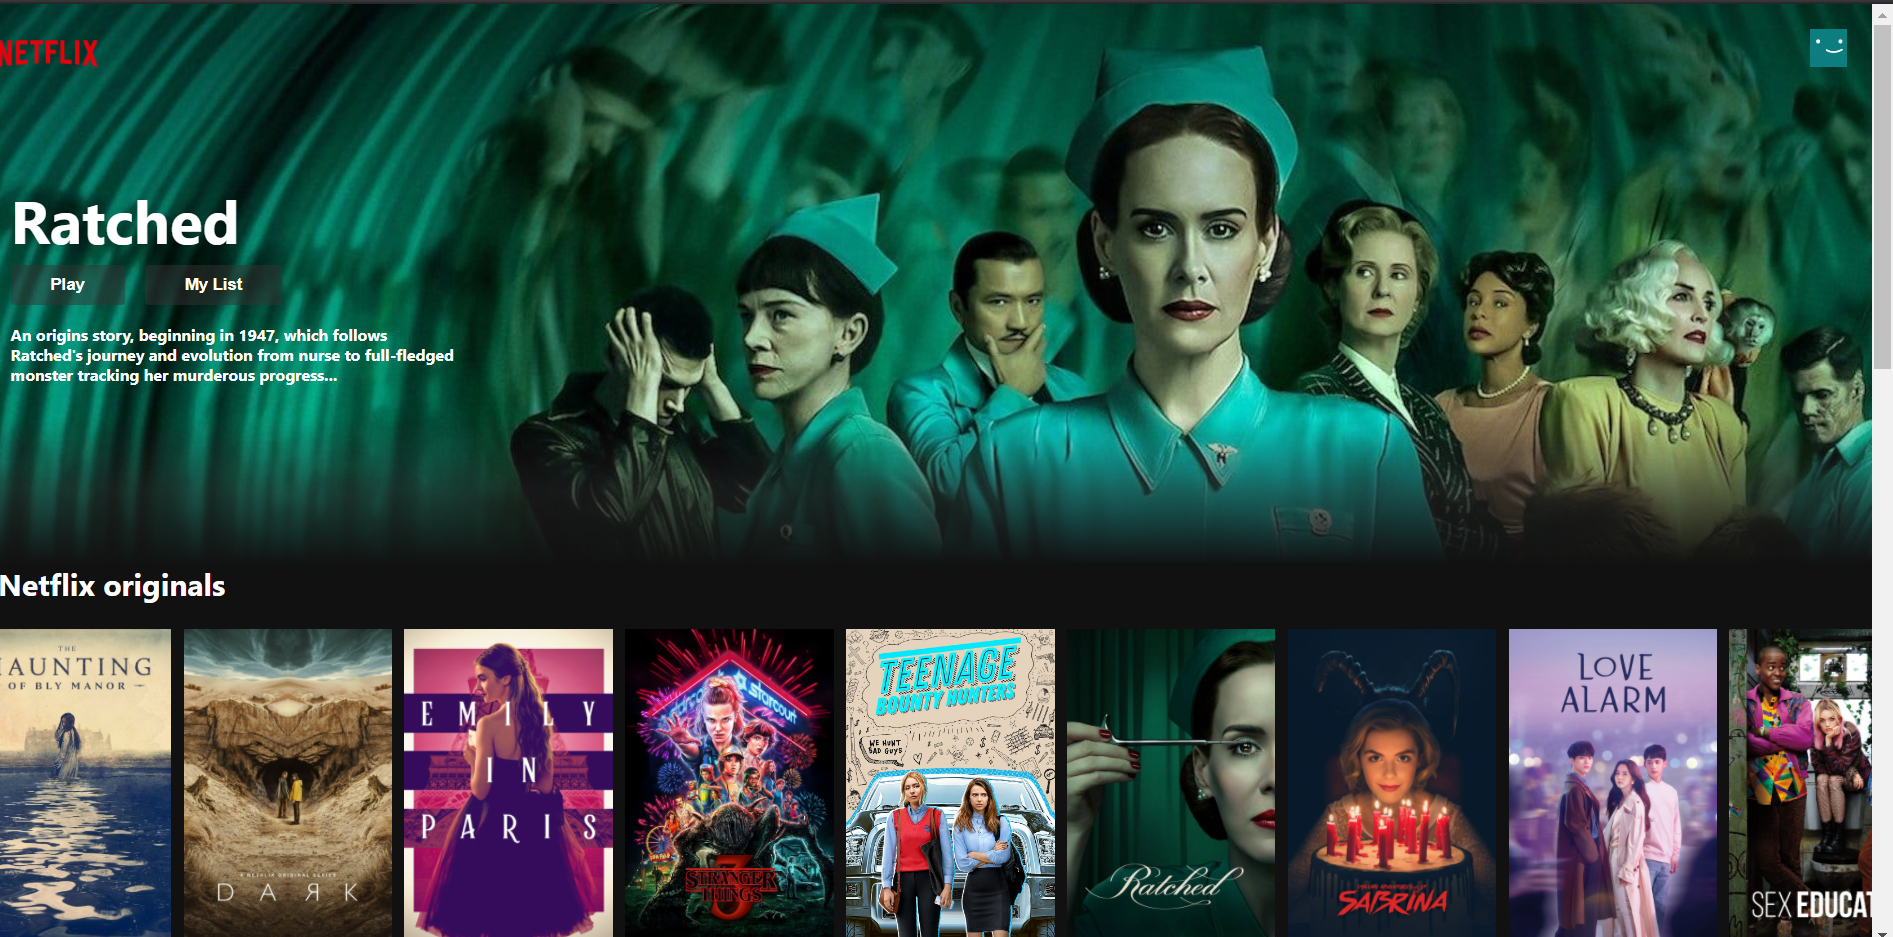 NETFLIX
Ratched
Play
My List
An origins story, beginning in 1947, which follows
Ratched's journey and evolution from nurse to full-fledged
monster tracking her murderous progress...
Netflix originals
THE
HAUNTING
OF BLY MANOR
A NETFLIX ORIGINAL SERIES
DARK
EMILY
IN
PARIS
starcourt
STRANGER
THINGS
3
TEENAGE
BOUNTY HUNTERS
WE HUNT
BAD GUYS
Ratched
SABRINA
LOVE
ALARM
SEX EDUCAT